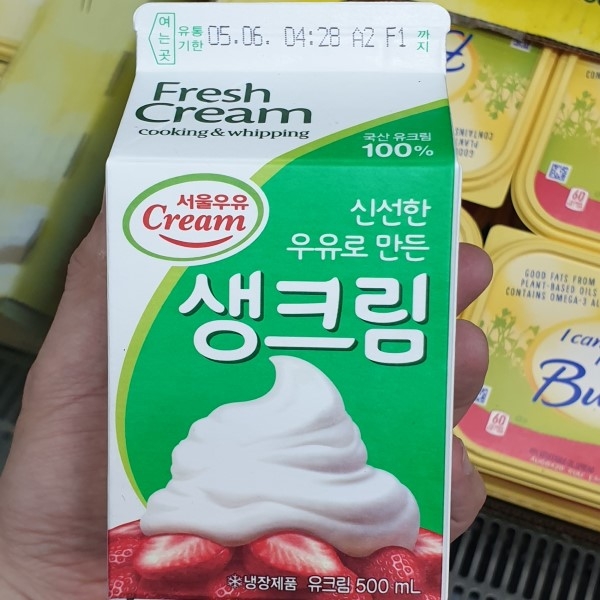 여는곳
유통
기한 05.06. 04:28 A2 F1 까지
Fresh
Cream
cooking & whipping
국산 유크림
100%
서울우유
Cream
신선한
우유로 만든
생크림
※냉장제품 유크림 500 mL
GOOD FATS FROM
PLANT-BASED OILS
CONTAINS OMEGA-3
I can
Bu
60
60